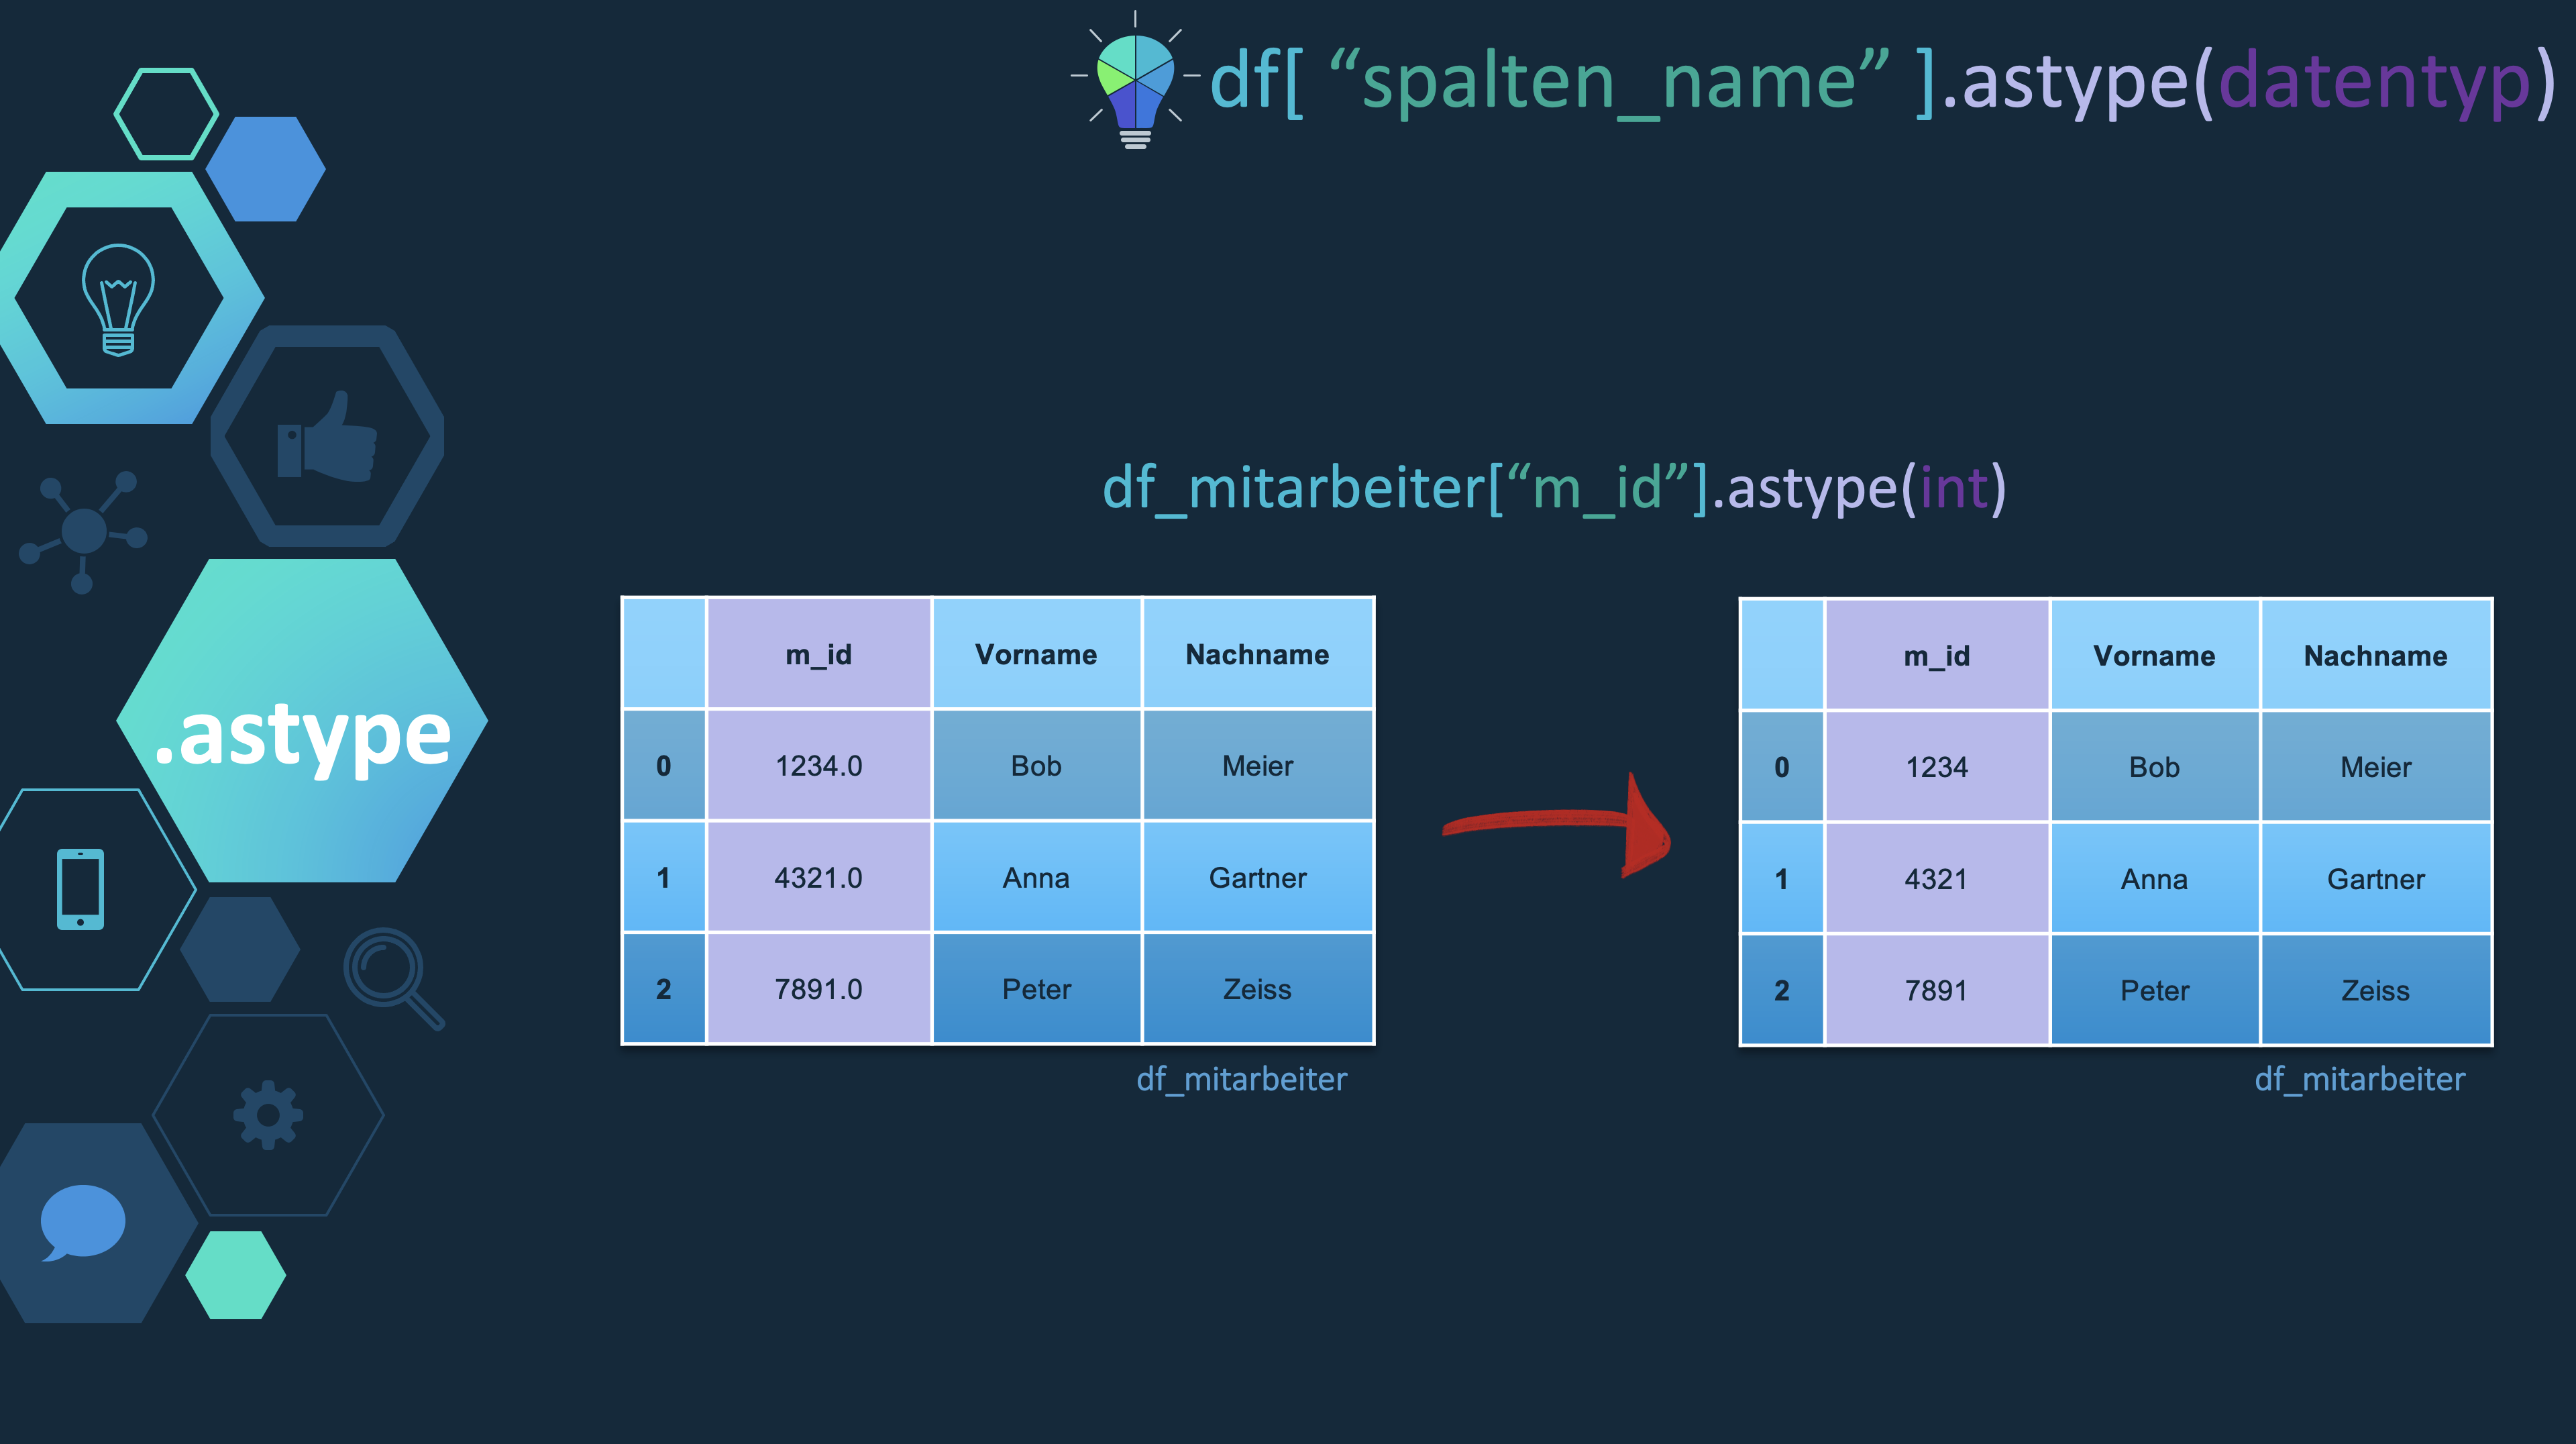 df[ “spalten_name” ].astype(datentyp)
.astype
df_mitarbeiter[“m_id”].astype(int)
m_id Vorname Nachname
0 1234.0 Bob Meier
1 4321.0 Anna Gartner
2 7891.0 Peter Zeiss
df_mitarbeiter
m_id Vorname Nachname
0 1234 Bob Meier
1 4321 Anna Gartner
2 7891 Peter Zeiss
df_mitarbeiter